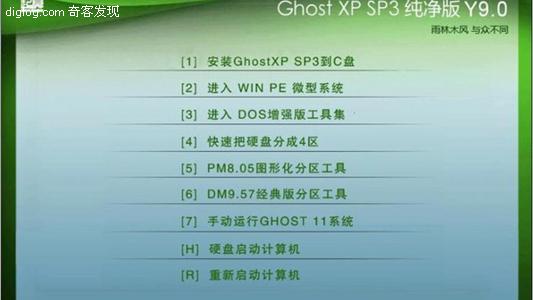 diglog.com 奇客发现
Ghost XP SP3 纯净版 Y9.0
雨林木风 与众不同
[1] 安装GhostXP SP3到C盘
[2] 进入 WIN PE 微型系统
[3] 进入 DOS增强版工具集
[4] 快速把硬盘分成4区
[5] PM8.05图形化分区工具
[6] DM9.57经典版分区工具
[7] 手动运行GHOST 11系统
[H] 硬盘启动计算机
[R] 重新启动计算机